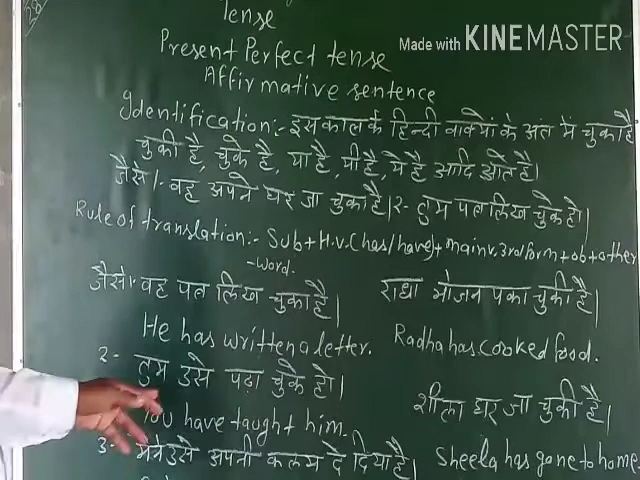 28
Tense
Present Perfect tense
Made with KINEMASTER
Affirmative sentence
Identification:- इस काल के हिन्दी वाक्यों के अंत में चुका है
चुकी है, चुके है, या है, यी है, ये है आदि आते है।
जैसे।- वह अपने घर जा चुका है। 2- तुम पत्र लिख चुके हो।
Rule of translation:- Sub + H.v. (has/have) + main v. 3rd form + ob + other
-word.
जैसे।- वह पत्र लिख चुका है। राधा भोजन पका चुकी है।
He has written a letter. Radha has cooked food.
2- तुम उसे पढ़ा चुके हो। शीला घर जा चुकी है।
You have taught him.
3- मैने उसे अपनी कलम दे दिया है। Sheela has gone to home.